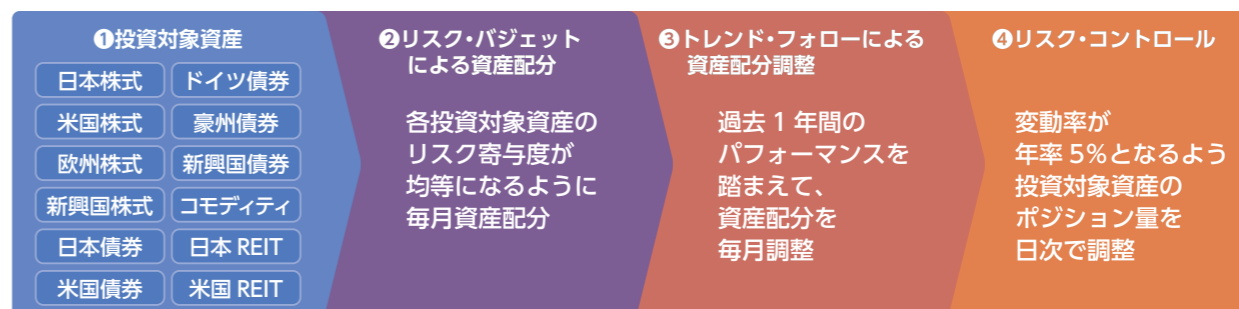 ❶投資対象資産
日本株式 ドイツ債券
米国株式 豪州債券
欧州株式 新興国債券
新興国株式 コモディティ
日本債券 日本 REIT
米国債券 米国 REIT
❷リスク・バジェット
による資産配分
各投資対象資産の
リスク寄与度が
均等になるように
毎月資産配分
❸トレンド・フォローによる
資産配分調整
過去 1 年間の
パフォーマンスを
踏まえて、
資産配分を
毎月調整
❹リスク・コントロール
変動率が
年率 5%となるよう
投資対象資産の
ポジション量を
日次で調整